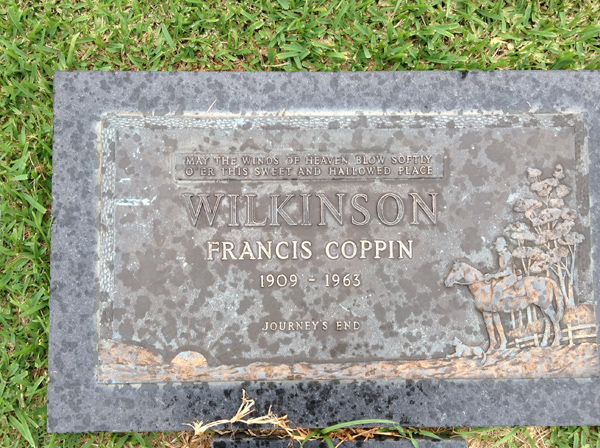 MAY THE WINDS OF HEAVEN BLOW SOFTLY
O'ER THIS SWEET AND HALLOWED PLACE
WILKINSON
FRANCIS COPPIN
1909 - 1963
JOURNEY'S END